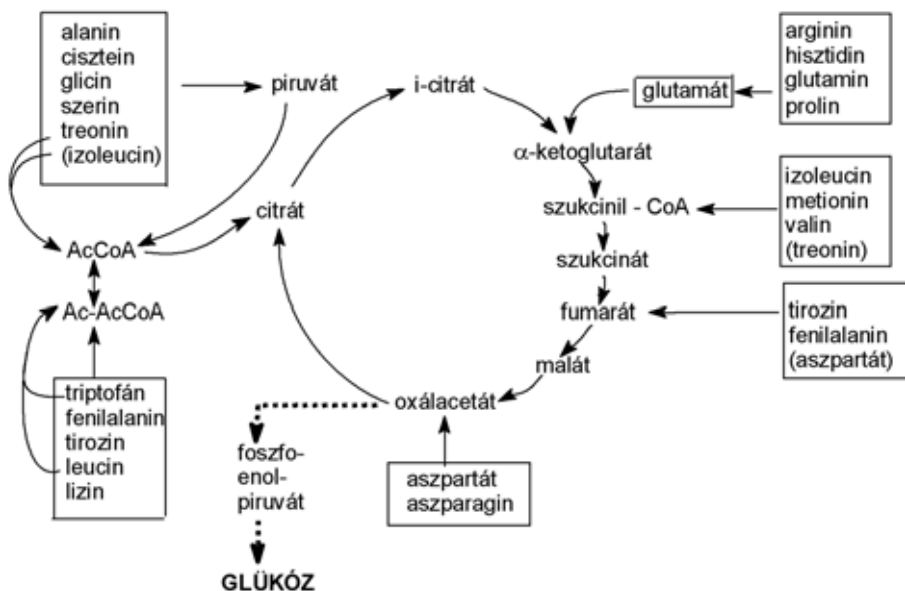 alanin
cisztein
glicin
szerin
treonin
(izoleucin)
piruvát
i-citrát
glutamát
arginin
hisztidin
glutamin
prolin
α-ketoglutarát
citrát
szukcinil - CoA
izoleucin
metionin
valin
(treonin)
AcCoA
szukcinát
Ac-AcCoA
fumarát
tirozin
fenilalanin
(aszpartát)
malát
triptofán
fenilalanin
tirozin
leucin
lizin
oxálacetát
foszfo-
enol-
piruvát
aszpartát
aszparagin
GLÜKÓZ